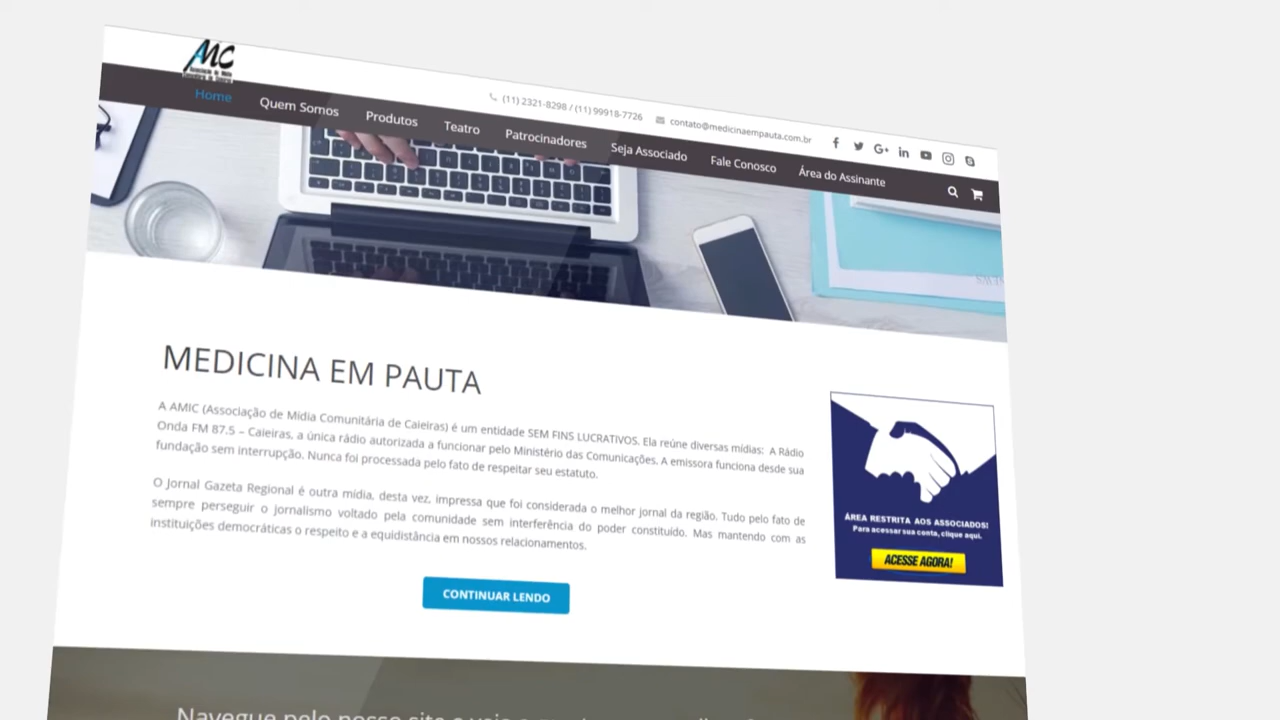 AMC
(11) 2321-8298 / (11) 99918-7726 contato@medicinaempauta.com.br
Home Quem Somos Produtos Teatro Patrocinadores Seja Associado Fale Conosco Área do Assinante
MEDICINA EM PAUTA
A AMIC (Associação de Mídia Comunitária de Caieiras) é um entidade SEM FINS LUCRATIVOS. Ela reúne diversas mídias: A Rádio
Onda FM 87.5 – Caieiras, a única rádio autorizada a funcionar pelo Ministério das Comunicações. A emissora funciona desde sua
fundação sem interrupção. Nunca foi processada pelo fato de respeitar seu estatuto.
O Jornal Gazeta Regional é outra mídia, desta vez, impressa que foi considerada o melhor jornal da região. Tudo pelo fato de
sempre perseguir o jornalismo voltado pela comunidade sem interferência do poder constituído. Mas mantendo com as
instituições democráticas o respeito e a equidistância em nossos relacionamentos.
CONTINUAR LENDO
ÁREA RESTRITA AOS ASSOCIADOS!
Para acessar sua conta, clique aqui.
ACESSE AGORA!
Navegue pelo nosso site e veja